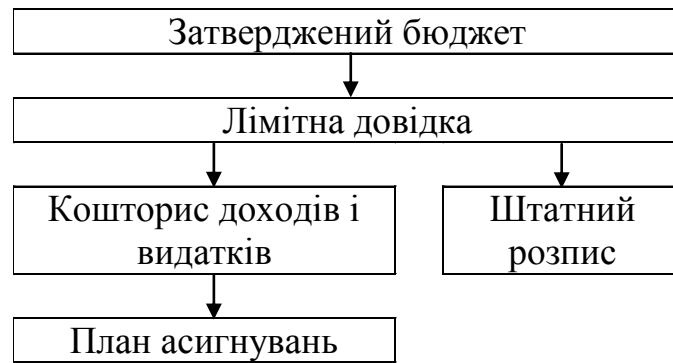 Затверджений бюджет
Лімітна довідка
Кошторис доходів і
видатків
Штатний
розпис
План асигнувань